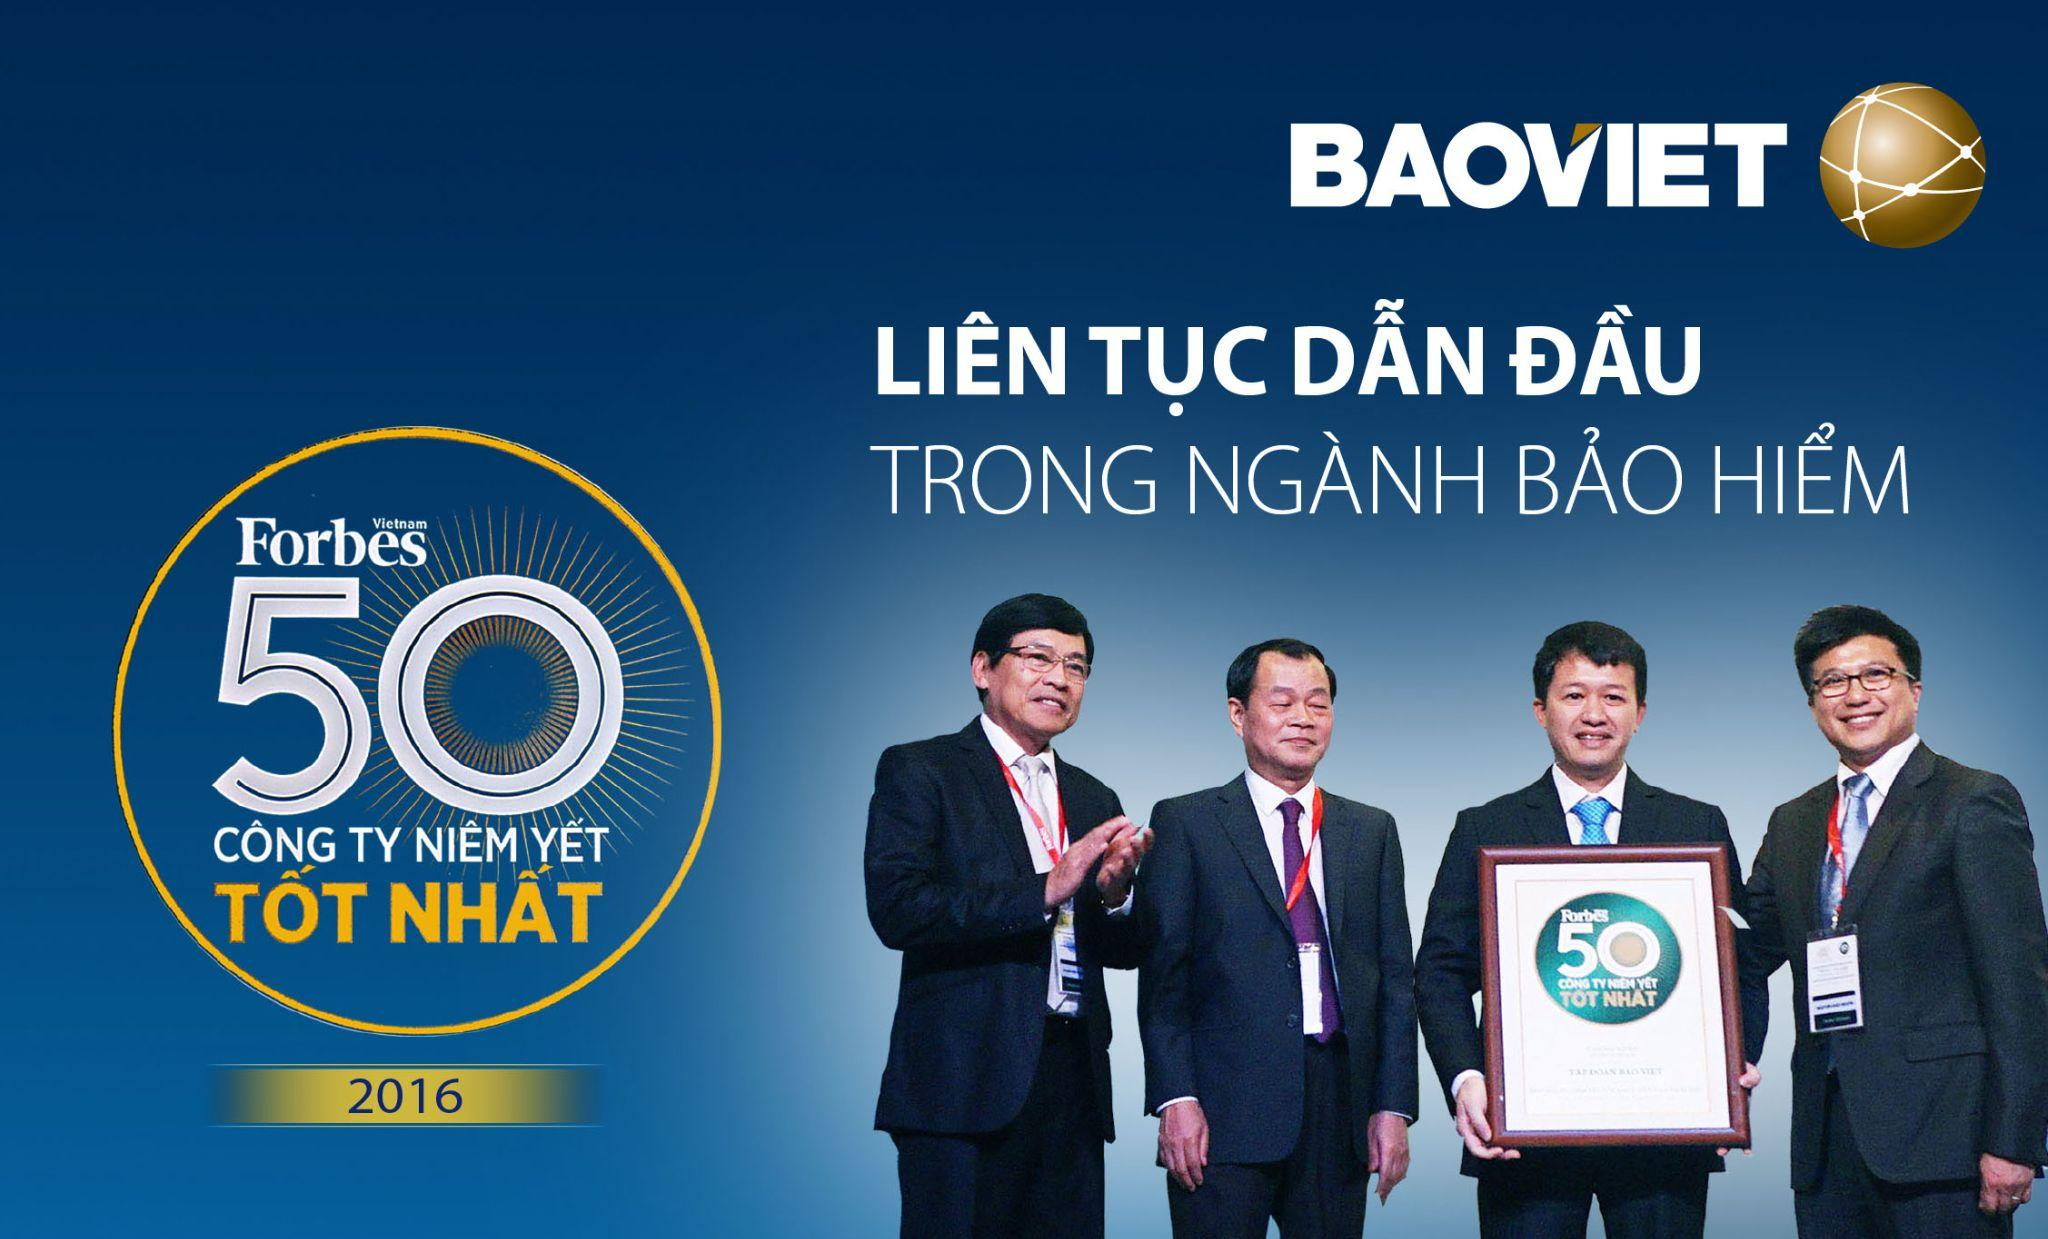 BAOVIET
LIÊN TỤC DẪN ĐẦU
TRONG NGÀNH BẢO HIỂM
Forbes Vietnam
50
CÔNG TY NIÊM YẾT
TỐT NHẤT
2016
Forbes
50
CÔNG TY NIÊM YẾT
TỐT NHẤT
TẬP ĐOÀN BẢO VIỆT